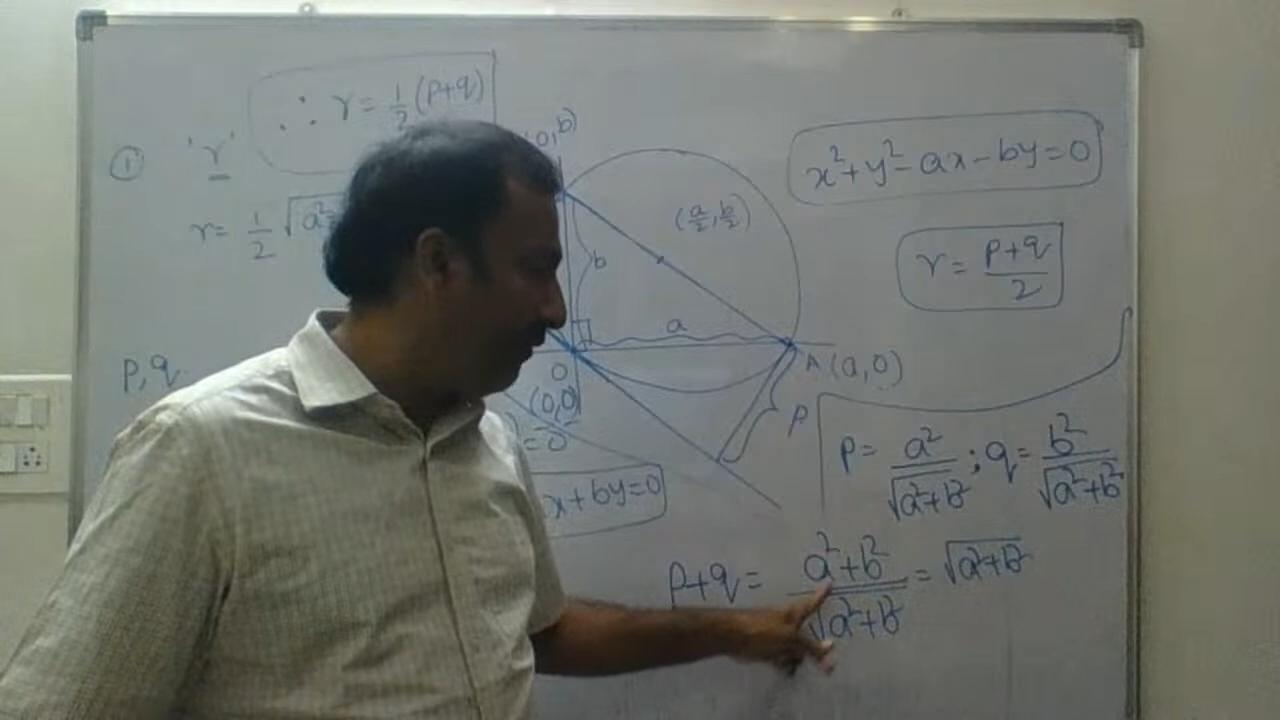 ∴ r = 1/2 (p+q)
① 'r'
r = 1/2 √a²
p, q
(0,b)
(a/2, b/2)
b
a
O
(0,0)
A (a,0)
p
= 0
x + by = 0
x² + y² - ax - by = 0
r = (p+q)/2
p = a²/√a²+b² ; q = b²/√a²+b²
p+q = a²+b²/√a²+b² = √a²+b²